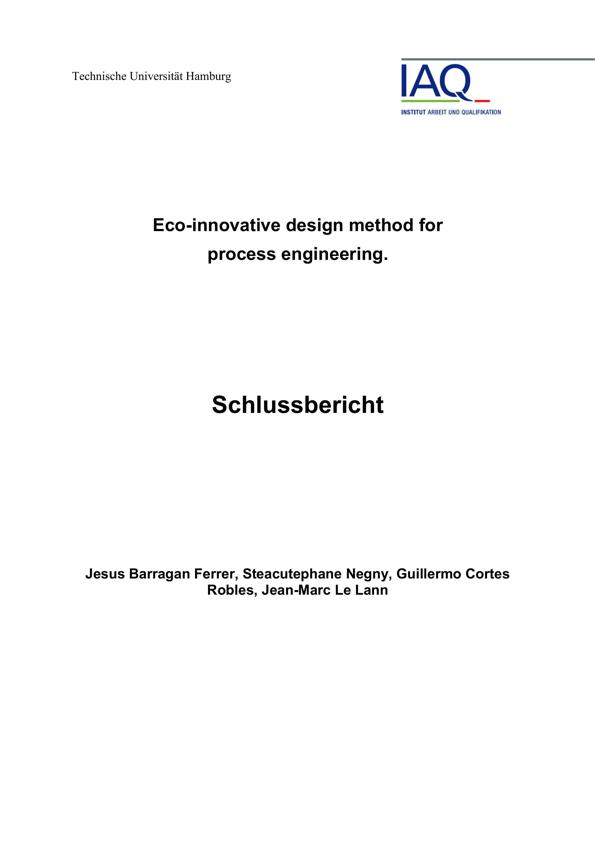 Technische Universität Hamburg
IAQ
INSTITUT ARBEIT UND QUALIFIKATION
Eco-innovative design method for
process engineering.
Schlussbericht
Jesus Barragan Ferrer, Steacutephane Negny, Guillermo Cortes
Robles, Jean-Marc Le Lann